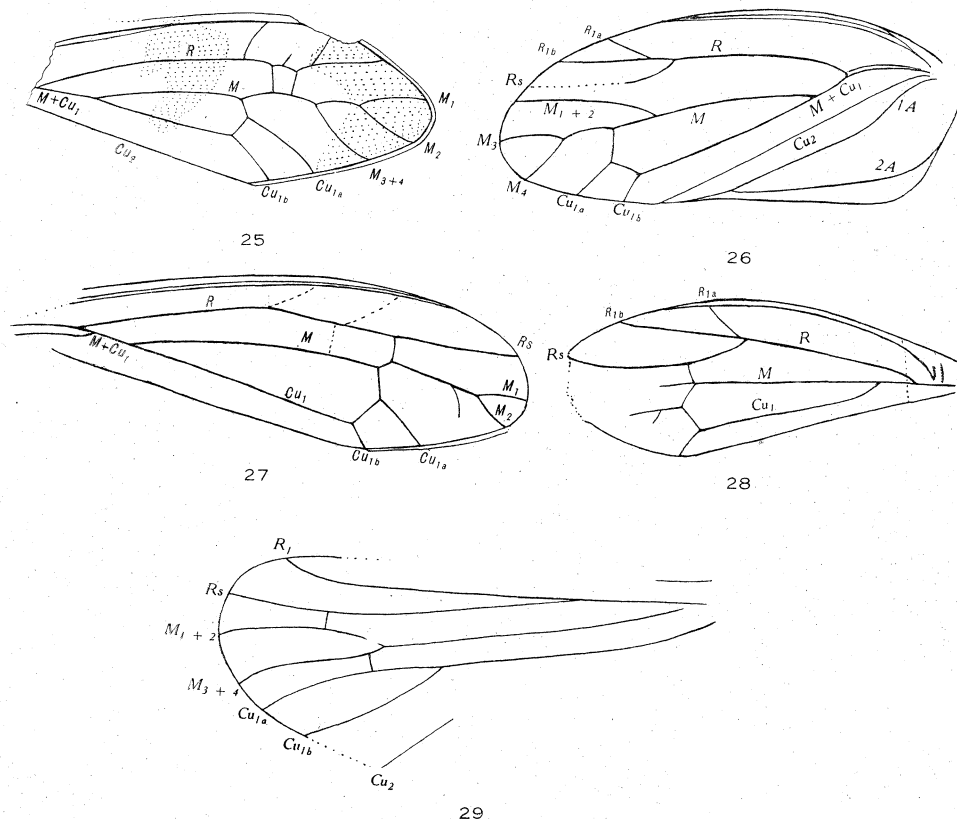 R
M
M+Cu1
Cu2
Cu1b
Cu1a
M3+4
M2
M1
25
R1a
R1b
R
Rs
M1+2
M
M + Cu1
Cu2
1A
2A
M3
M4
Cu1a
Cu1b
26
R
M
M+Cu1
Cu1
Rs
M1
M2
Cu1b
Cu1a
27
R1a
R1b
Rs
R
M
Cu1
28
R1
Rs
M1 + 2
M3 + 4
Cu1a
Cu1b
Cu2
29